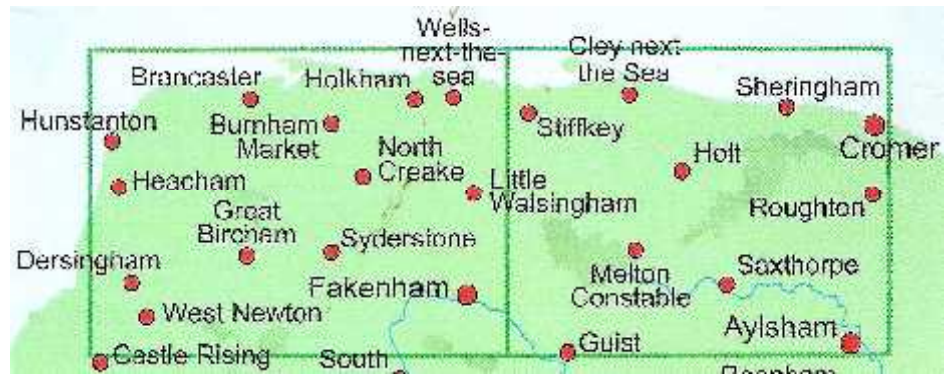 Wells-
next-the-
sea
Cley next
the Sea
Brancaster
Holkham
Sheringham
Hunstanton
Burnham
Market
Stiffkey
North
Creake
Holt
Cromer
Heacham
Little
Walsingham
Great
Bircham
Roughton
Syderstone
Dersingham
Fakenham
Melton
Constable
Saxthorpe
West Newton
Aylsham
Castle Rising
South
Guist